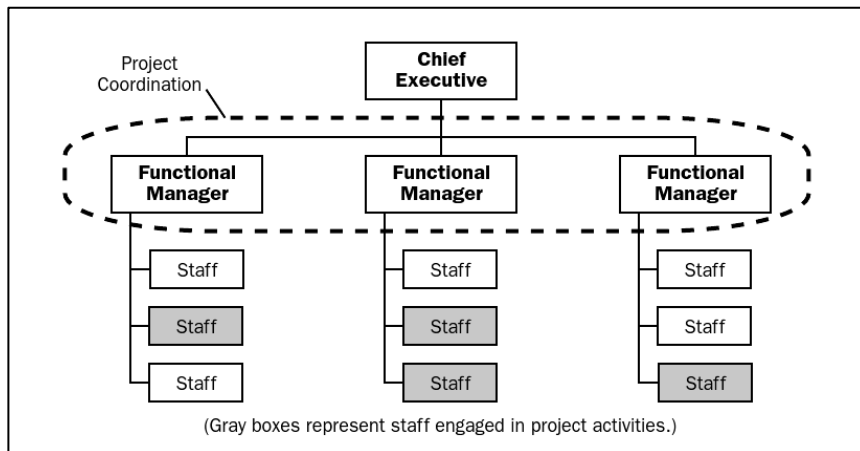 Chief
Executive
Project
Coordination
Functional
Manager
Functional
Manager
Functional
Manager
Staff
Staff
Staff
Staff
Staff
Staff
Staff
Staff
Staff
(Gray boxes represent staff engaged in project activities.)